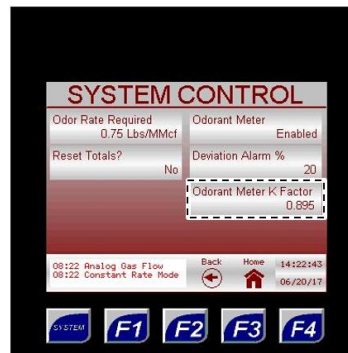 SYSTEM CONTROL
Odor Rate Required
0.75 Lbs/MMcf
Odorant Meter
Enabled
Reset Totals?
No
Deviation Alarm %
20
Odorant Meter K Factor
0.895
08:22 Analog Gas Flow
08:22 Constant Rate Mode
Back
Home
14:22:43
06/20/17
SYSTEM
F1
F2
F3
F4